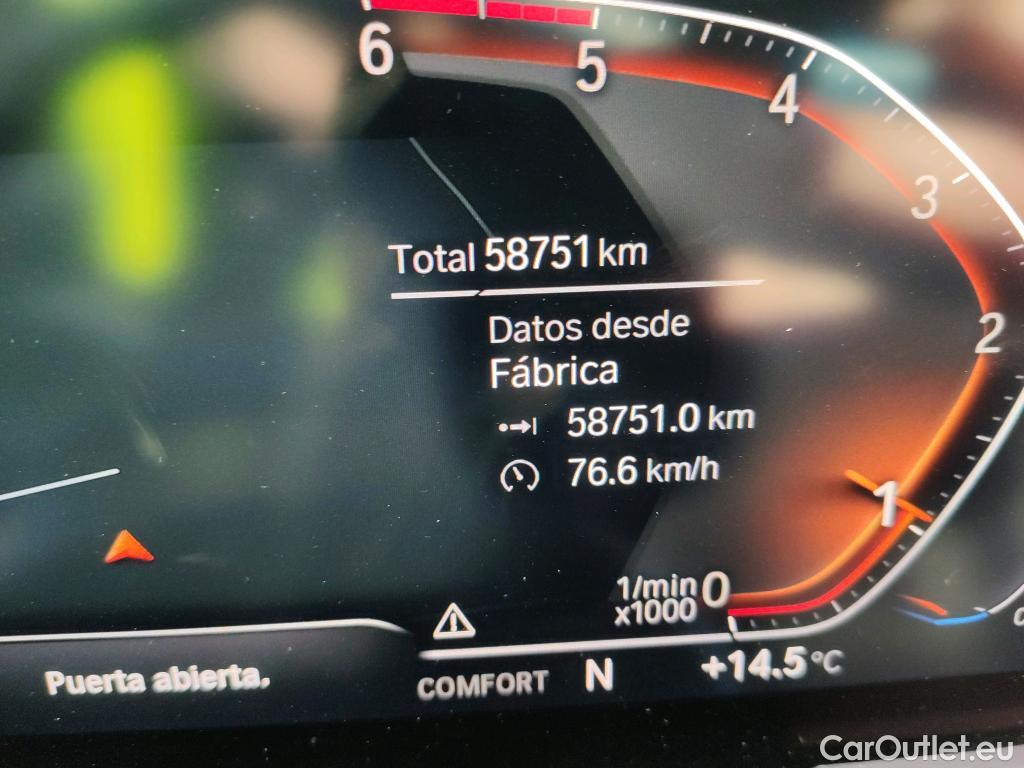 6
5
4
3
Total 58751 km
Datos desde
2
Fábrica
58751.0 km
76.6 km/h
1
1/min 0
x1000
Puerta abierta.
COMFORT N +14.5 °C
CarOutlet.eu